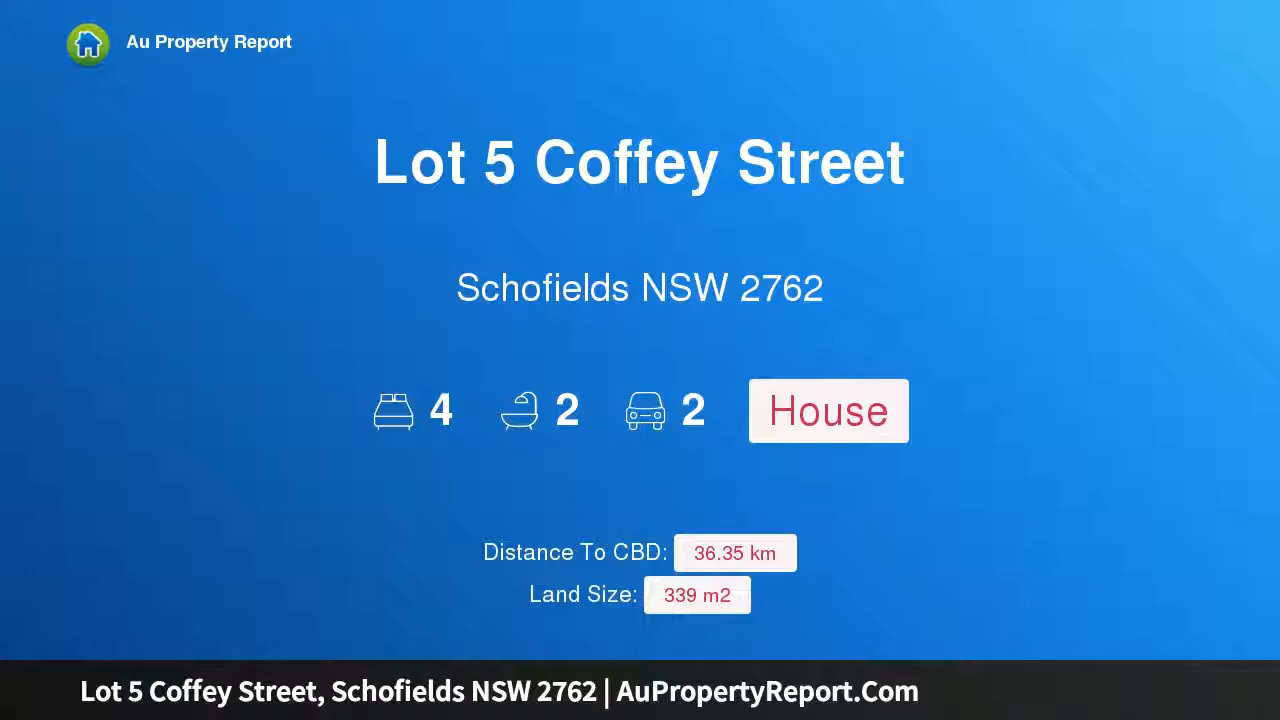 Au Property Report
Lot 5 Coffey Street
Schofields NSW 2762
4 2 2 House
Distance To CBD: 36.35 km
Land Size: 339 m2
Lot 5 Coffey Street, Schofields NSW 2762 | AuPropertyReport.Com